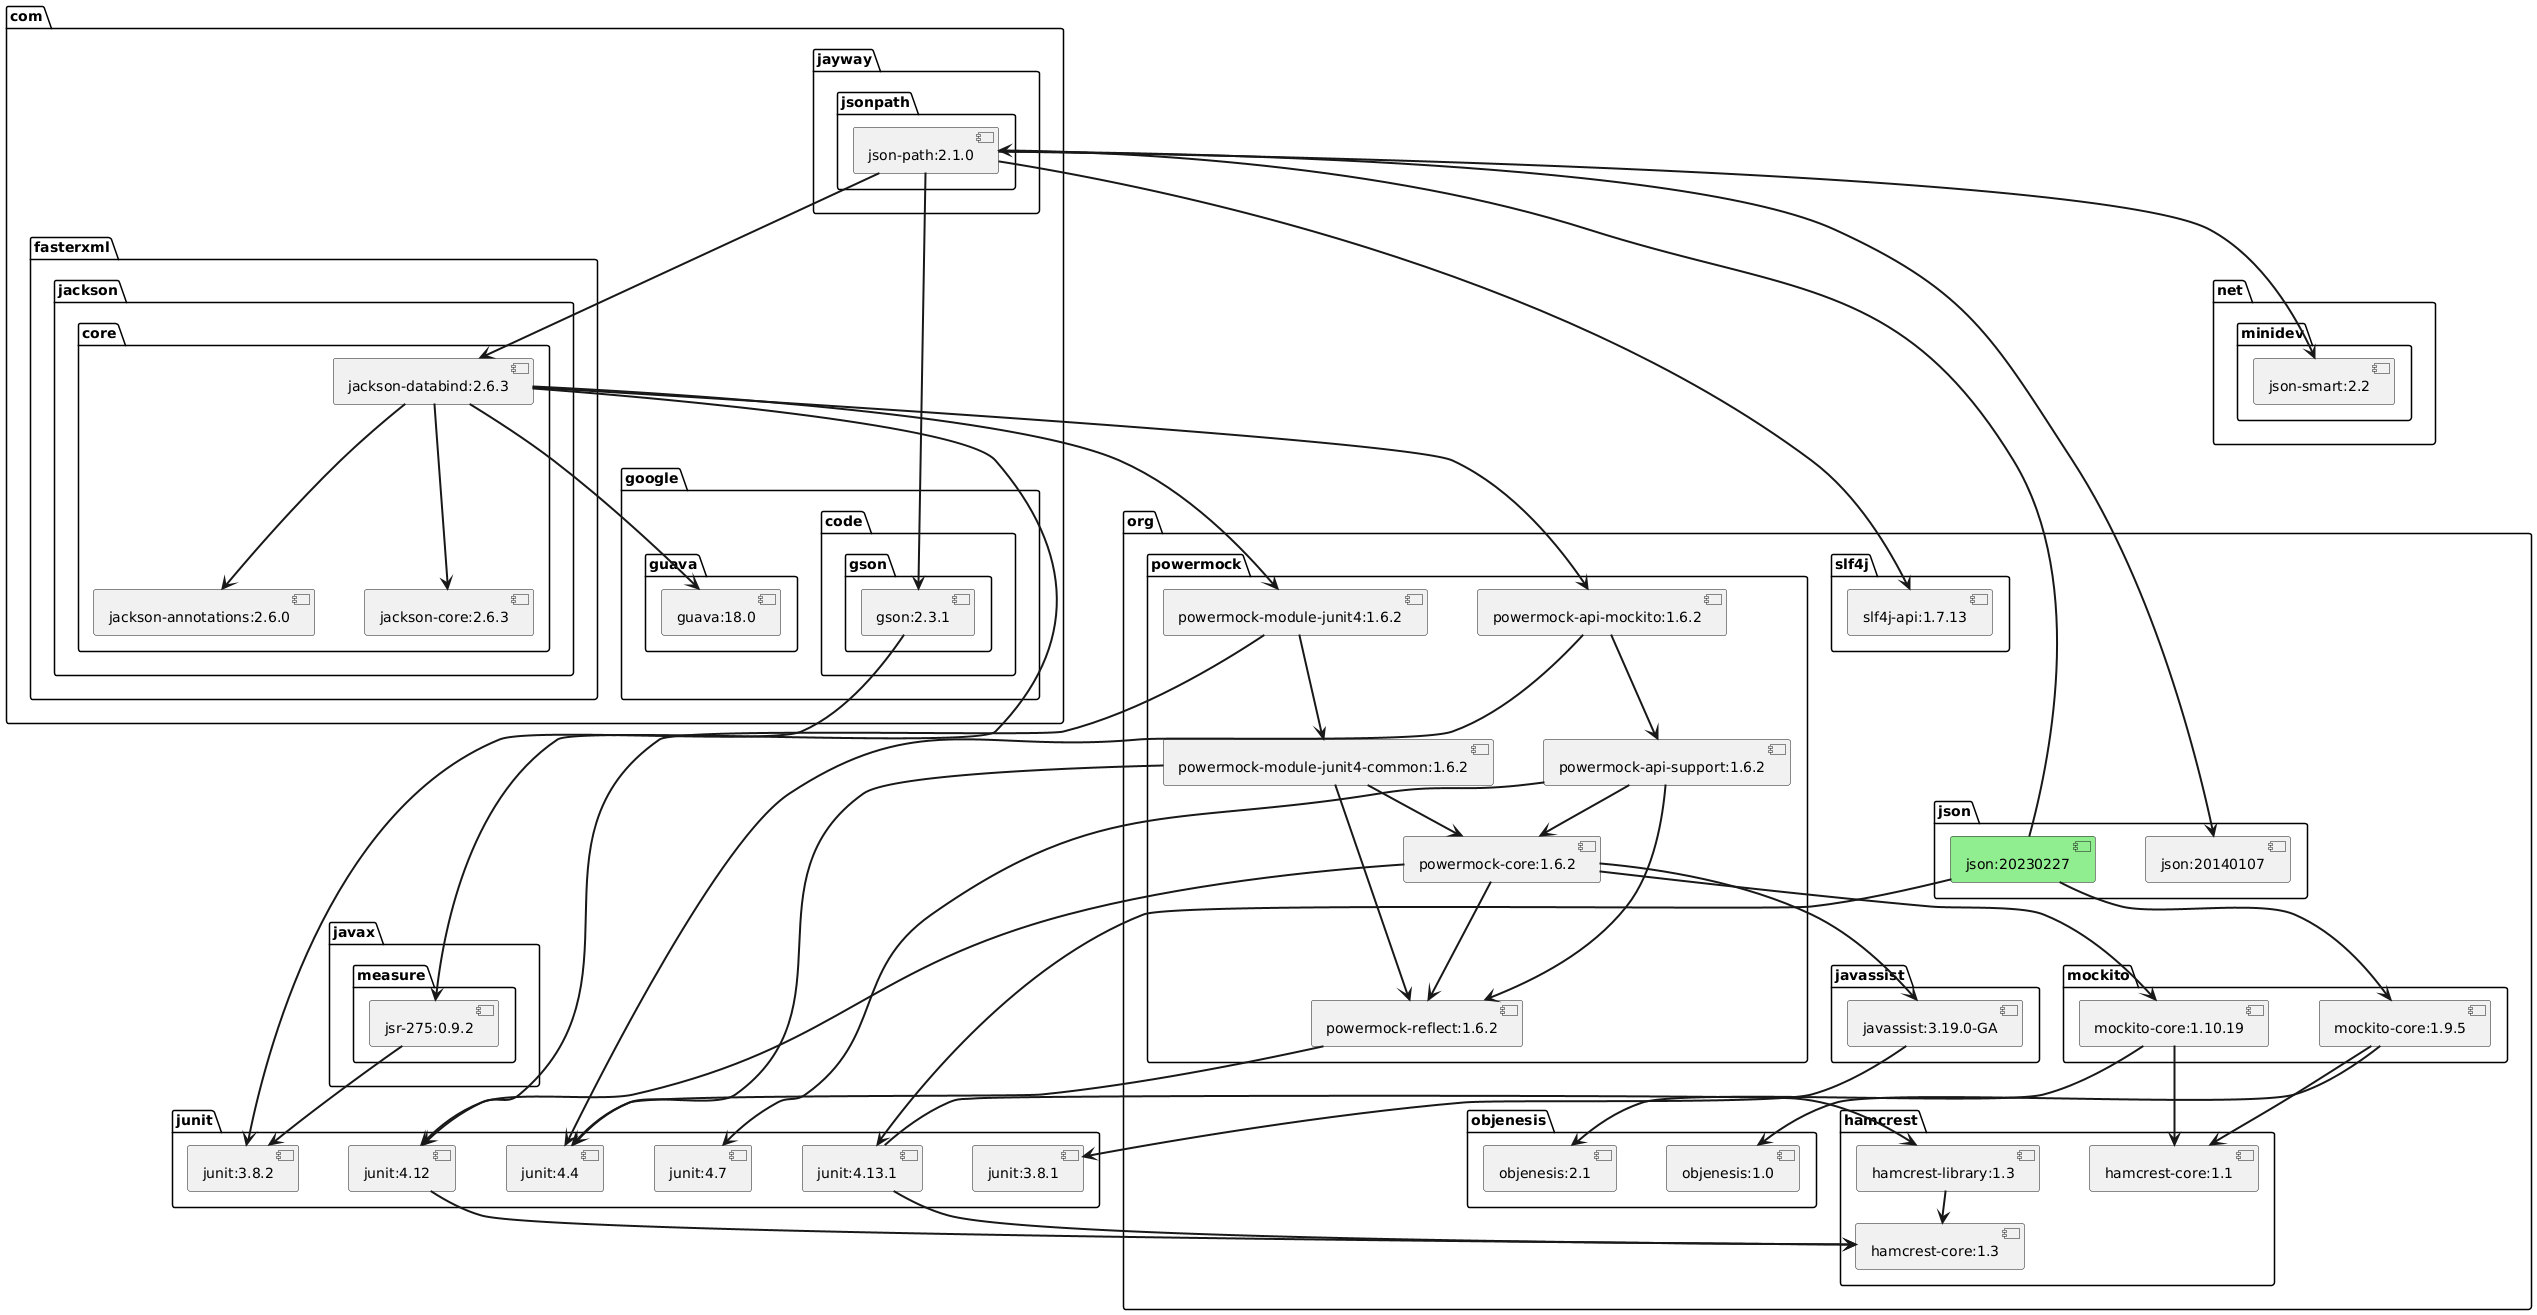 com
jayway
jsonpath
json-path:2.1.0
fasterxml
jackson
core
jackson-databind:2.6.3
jackson-annotations:2.6.0
jackson-core:2.6.3
google
guava
guava:18.0
code
gson
gson:2.3.1
net
minidev
json-smart:2.2
org
powermock
powermock-module-junit4:1.6.2
powermock-api-mockito:1.6.2
powermock-module-junit4-common:1.6.2
powermock-api-support:1.6.2
powermock-core:1.6.2
powermock-reflect:1.6.2
slf4j
slf4j-api:1.7.13
json
json:20230227
json:20140107
javassist
javassist:3.19.0-GA
mockito
mockito-core:1.10.19
mockito-core:1.9.5
javax
measure
jsr-275:0.9.2
junit
junit:3.8.2
junit:4.12
junit:4.4
junit:4.7
junit:4.13.1
junit:3.8.1
objenesis
objenesis:2.1
objenesis:1.0
hamcrest
hamcrest-library:1.3
hamcrest-core:1.1
hamcrest-core:1.3